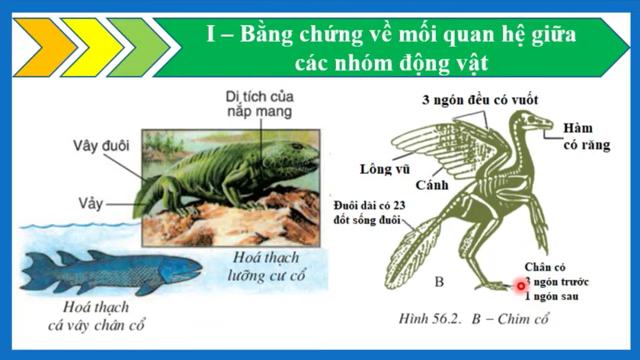 I – Bằng chứng về mối quan hệ giữa
các nhóm động vật
Di tích của
nắp mang
Vây đuôi
Vảy
Hoá thạch
lưỡng cư cổ
Hoá thạch
cá vây chân cổ
3 ngón đều có vuốt
Hàm
có răng
Lông vũ
Cánh
Đuôi dài có 23
đốt sống đuôi
B
Chân có
3 ngón trước
1 ngón sau
Hình 56.2. B – Chim cổ